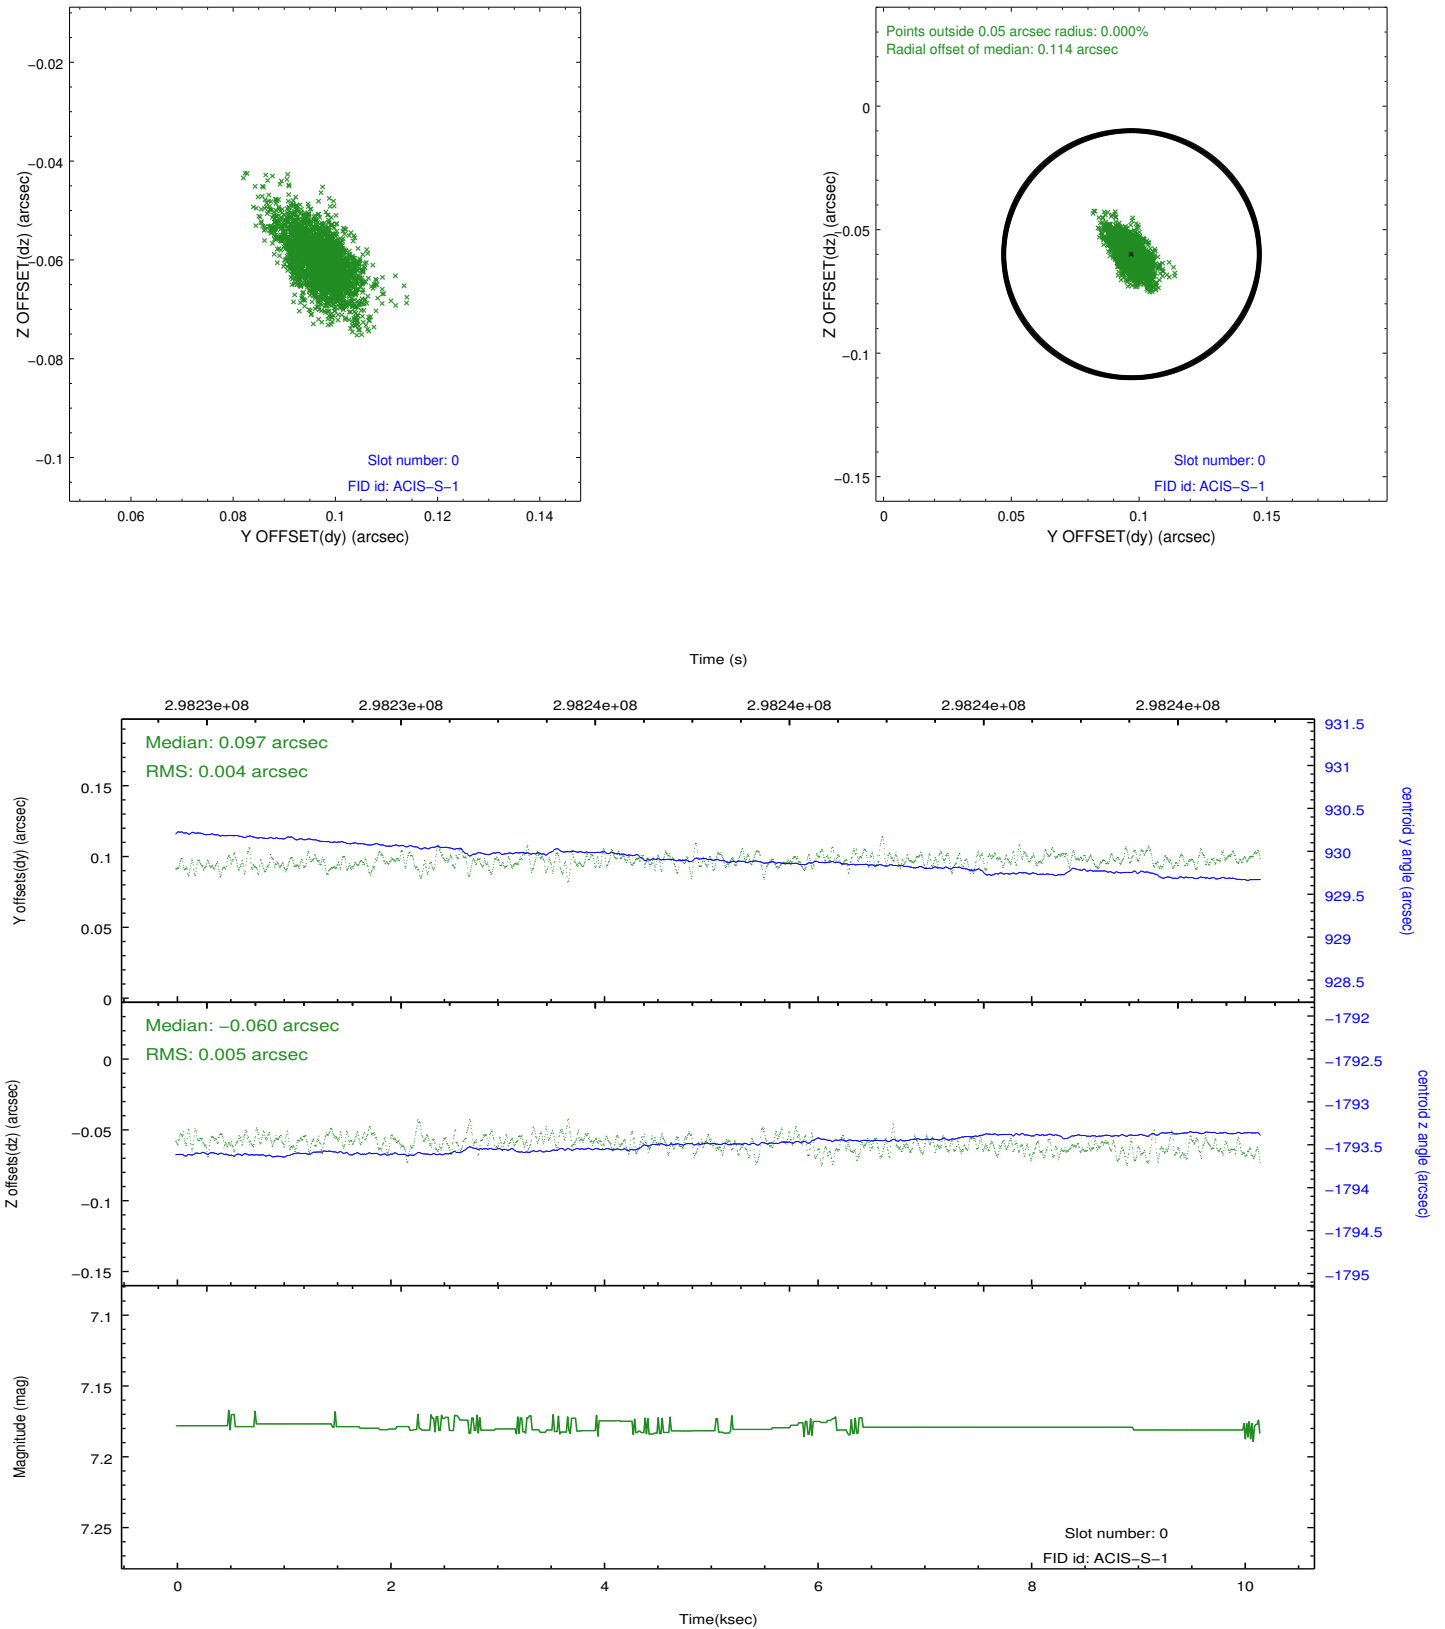 −0.02
−0.04
−0.06
−0.08
−0.1
Z OFFSET(dz) (arcsec)
Slot number: 0
FID id: ACIS−S−1
0.06 0.08 0.1 0.12 0.14
Y OFFSET(dy) (arcsec)
Points outside 0.05 arcsec radius: 0.000%
Radial offset of median: 0.114 arcsec
0
−0.05
−0.1
−0.15
Z OFFSET(dz) (arcsec)
Slot number: 0
FID id: ACIS−S−1
0 0.05 0.1 0.15
Y OFFSET(dy) (arcsec)
Time (s)
2.9823e+08 2.9823e+08 2.9824e+08 2.9824e+08 2.9824e+08 2.9824e+08
Median: 0.097 arcsec
RMS: 0.004 arcsec
0.15
0.1
0.05
0
Y offsets(dy) (arcsec)
931.5
931
930.5
930
929.5
929
928.5
centroid y angle (arcsec)
Median: −0.060 arcsec
RMS: 0.005 arcsec
0
−0.05
−0.1
−0.15
Z offsets(dz) (arcsec)
−1792
−1792.5
−1793
−1793.5
−1794
−1794.5
−1795
centroid z angle (arcsec)
7.1
7.15
7.2
7.25
Magnitude (mag)
Slot number: 0
FID id: ACIS−S−1
0 2 4 6 8 10
Time(ksec)